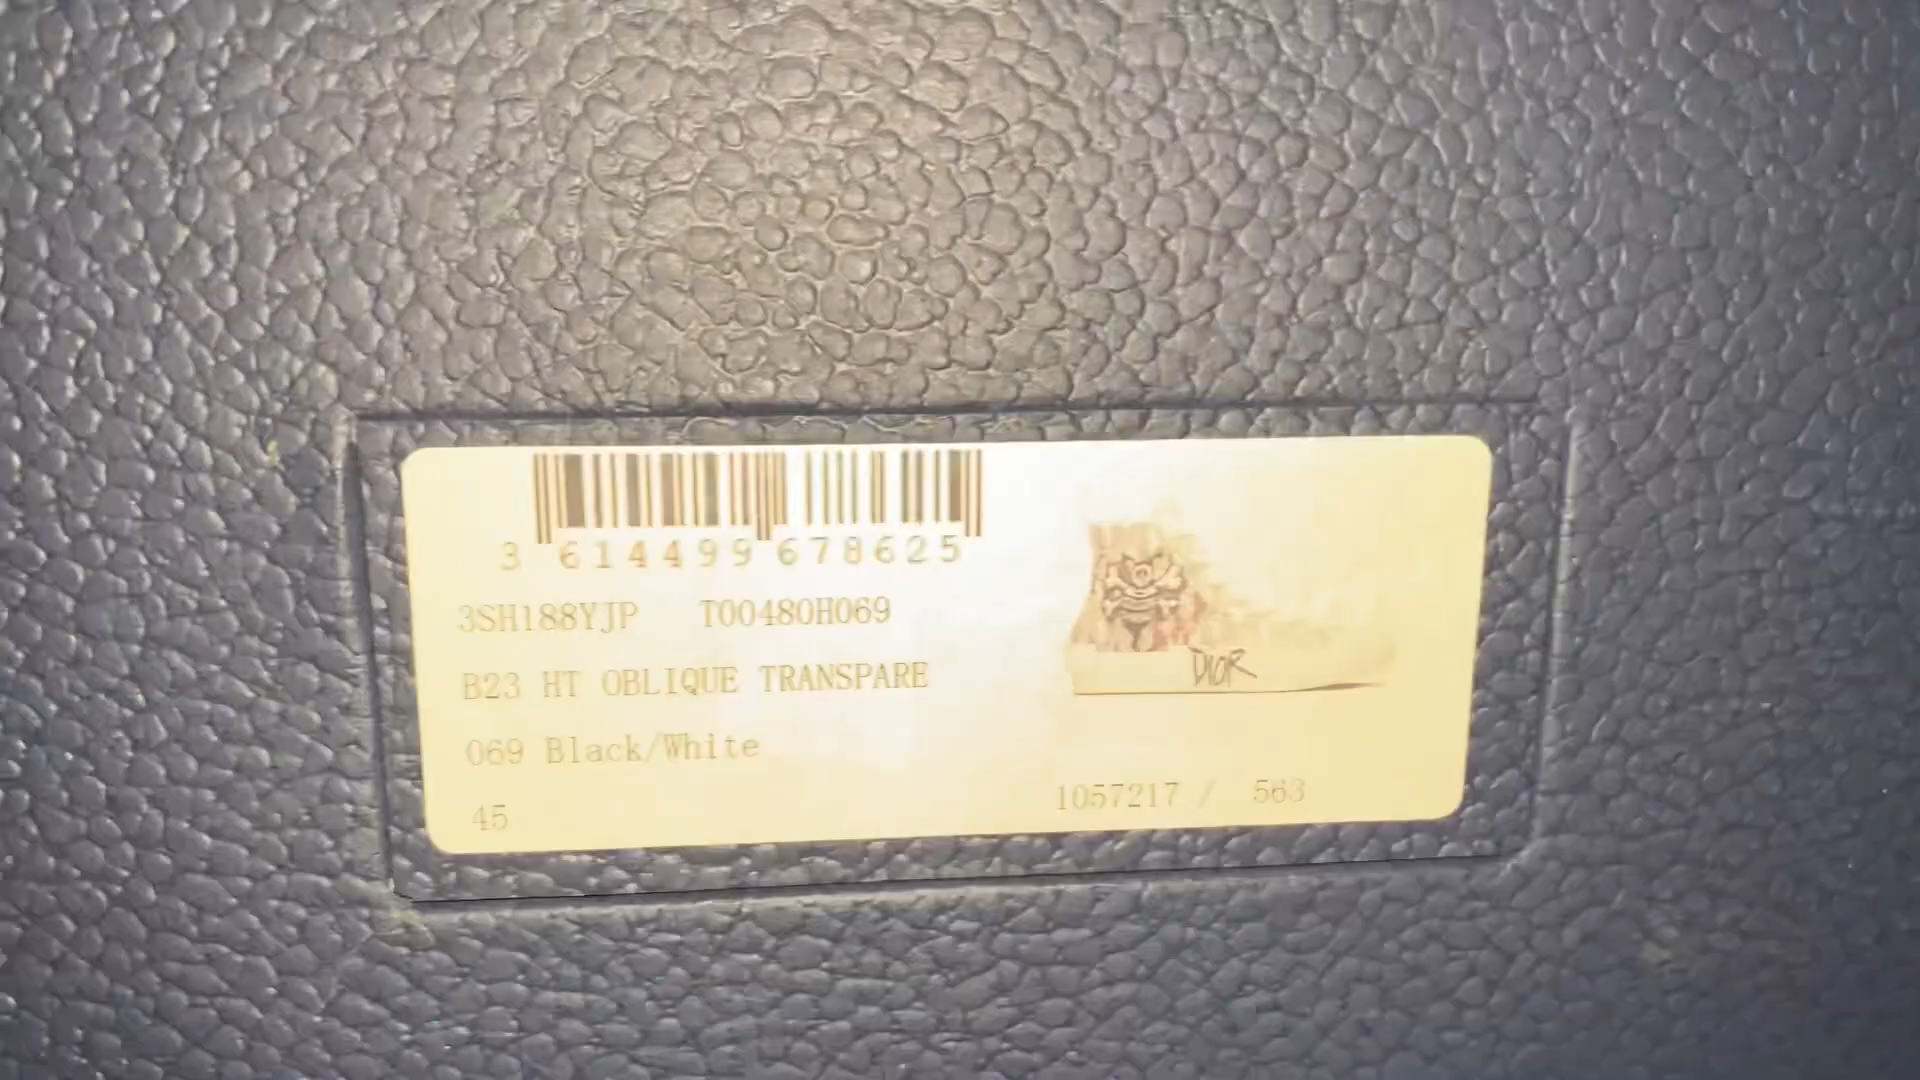 3 614499 678625
3SH188YJP T00480H069
B23 HT OBLIQUE TRANSPARE
069 Black/White
45
DIOR
1057217 / 563